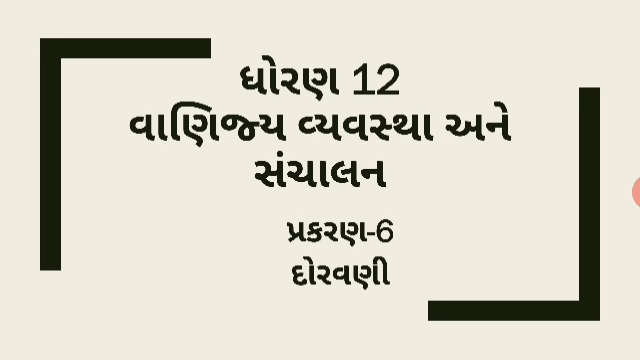 ધોરણ 12
વાણિજ્ય વ્યવસ્થા અને
સંચાલન
પ્રકરણ-6
દોરવણી